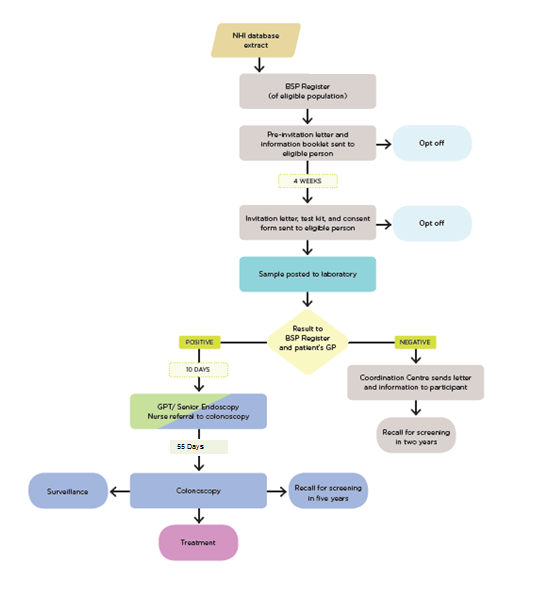 NHI database
extract
BSP Register
(of eligible population)
Pre-invitation letter and
information booklet sent to
eligible person
Opt off
4 WEEKS
Invitation letter, test kit, and consent
form sent to eligible person
Opt off
Sample posted to laboratory
Result to
BSP Register
and patient's GP
POSITIVE
NEGATIVE
10 DAYS
Coordination Centre sends letter
and information to participant
GPT/ Senior Endoscopy
Nurse referral to colonoscopy
Recall for screening
in two years
55 Days
Surveillance
Colonoscopy
Recall for screening
in five years
Treatment